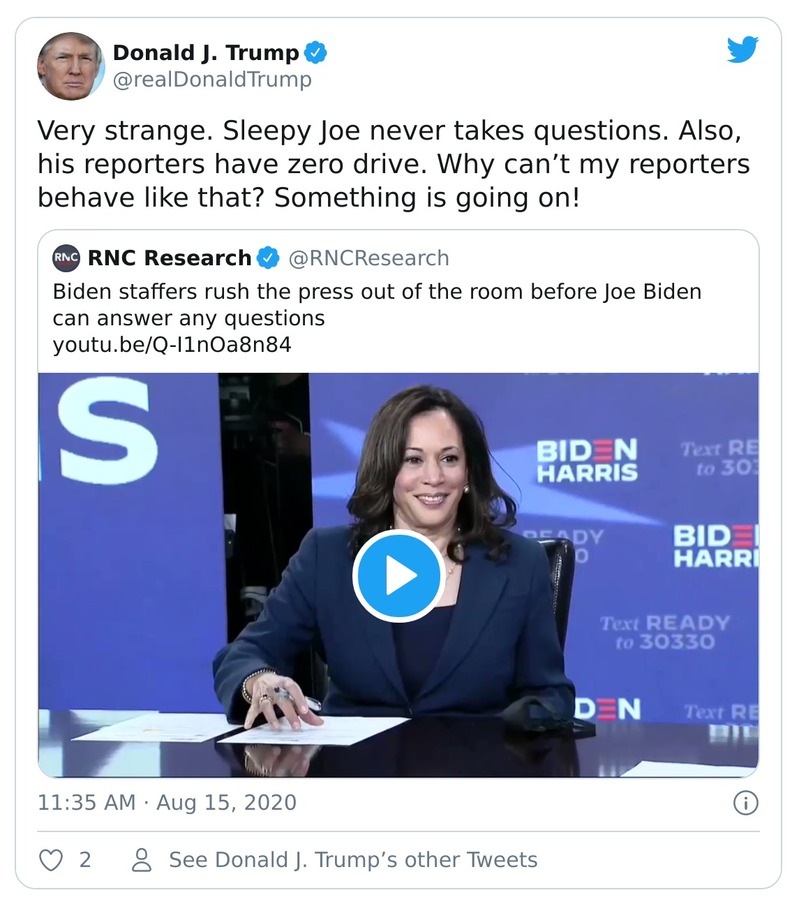 Donald J. Trump
@realDonaldTrump
Very strange. Sleepy Joe never takes questions. Also,
his reporters have zero drive. Why can’t my reporters
behave like that? Something is going on!
RNC
RNC Research @RNCResearch
Biden staffers rush the press out of the room before Joe Biden
can answer any questions
youtu.be/Q-I1nOa8n84
S
BIDEN
HARRIS
Text RE
to 303
READY
BIDE
HARRI
Text READY
to 30330
DEN
Text RE
11:35 AM · Aug 15, 2020
2
See Donald J. Trump’s other Tweets